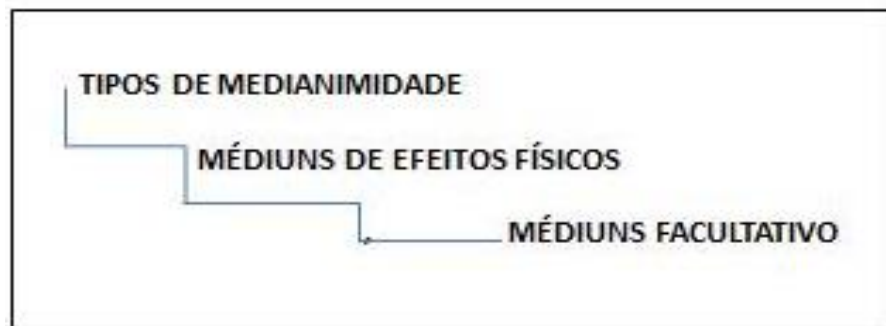 TIPOS DE MEDIANIMIDADE
MÉDIUNS DE EFEITOS FÍSICOS
MÉDIUNS FACULTATIVO